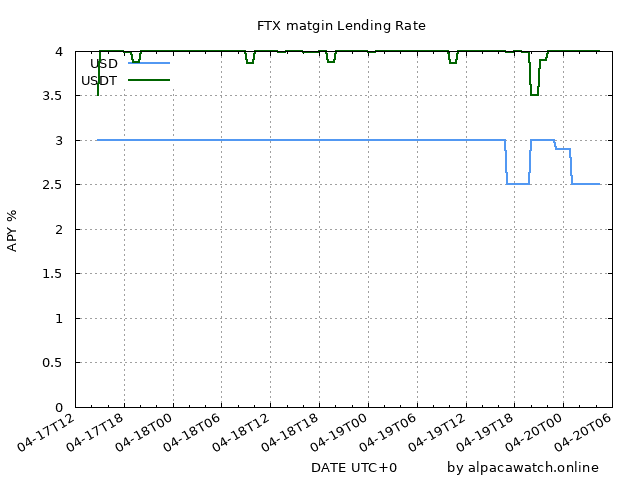 FTX matgin Lending Rate
USD
USDT
4
3.5
3
2.5
2
1.5
1
0.5
0
APY %
04-17T12
04-17T18
04-18T00
04-18T06
04-18T12
04-18T18
04-19T00
04-19T06
04-19T12
04-19T18
04-20T00
04-20T06
DATE UTC+0
by alpacawatch.online